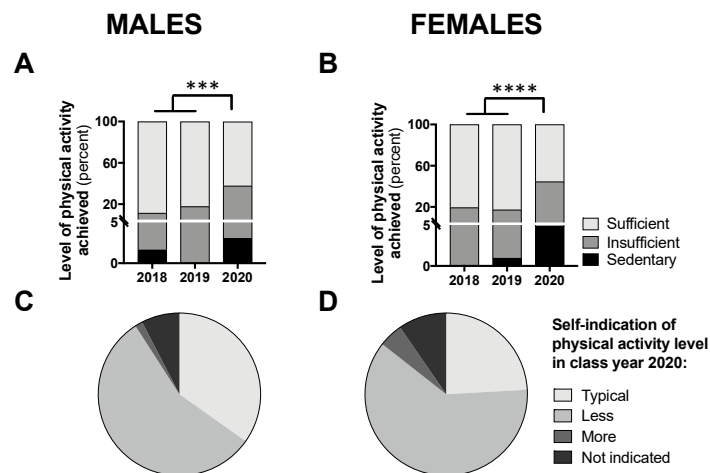 MALES
FEMALES
A
***
Level of physical activity
achieved (percent)
100
60
20
5
0
2018 2019 2020
B
****
Level of physical activity
achieved (percent)
100
60
20
5
0
2018 2019 2020
Sufficient
Insufficient
Sedentary
C
D
Self-indication of
physical activity level
in class year 2020:
Typical
Less
More
Not indicated